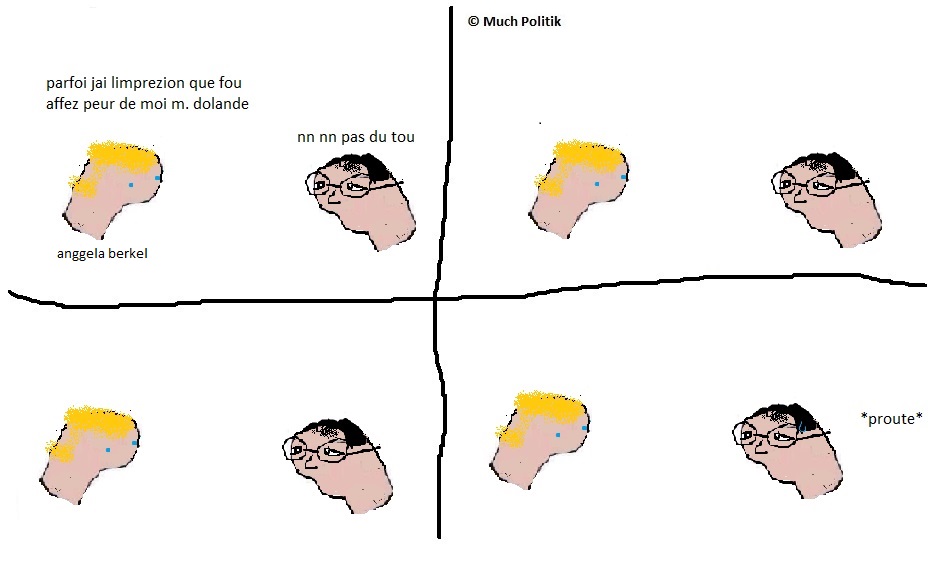 © Much Politik
parfoi jai limprezion que fou
affez peur de moi m. dolande
nn nn pas du tou
anggela berkel
*proute*